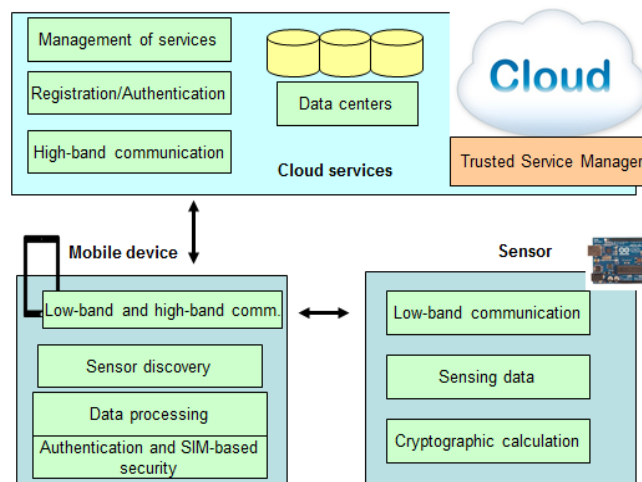 Management of services
Registration/Authentication
High-band communication
Data centers
Cloud services
Cloud
Trusted Service Manager
Mobile device
Low-band and high-band comm.
Sensor discovery
Data processing
Authentication and SIM-based
security
Sensor
Low-band communication
Sensing data
Cryptographic calculation